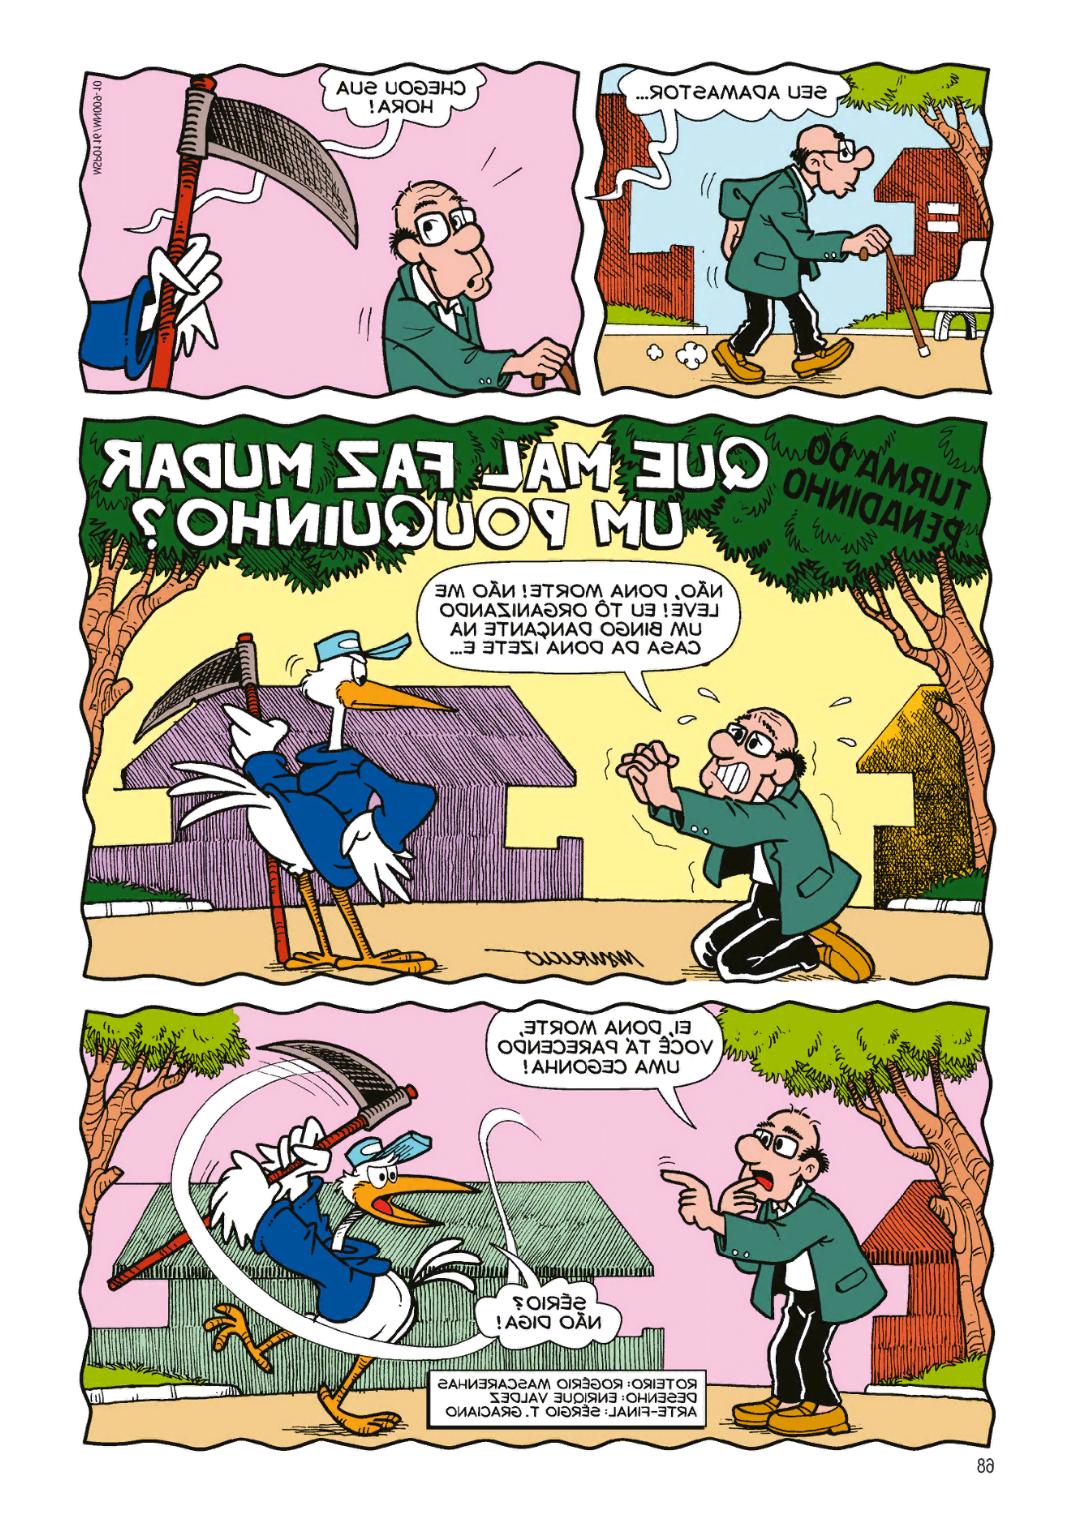 SEU ADAMASTOR...
CHEGOU SUA
HORA!
TURMA DO
PENADINHO
QUE MAL FAZ MUDAR
UM POUQUINHO?
NÃO, DONA MORTE! NÃO ME
LEVE! EU TÔ ORGANIZANDO
UM BINGO DANÇANTE NA
CASA DA DONA IZETE E...
MAURICIO
EI, DONA MORTE,
VOCÊ TÁ PARECENDO
UMA CEGONHA!
SÉRIO?
NÃO DIGA!
ROTEIRO: ROGÉRIO MASCARENHAS
DESENHO: ENRIQUE VALDEZ
ARTE-FINAL: SÉRGIO T. GRACIANO
68